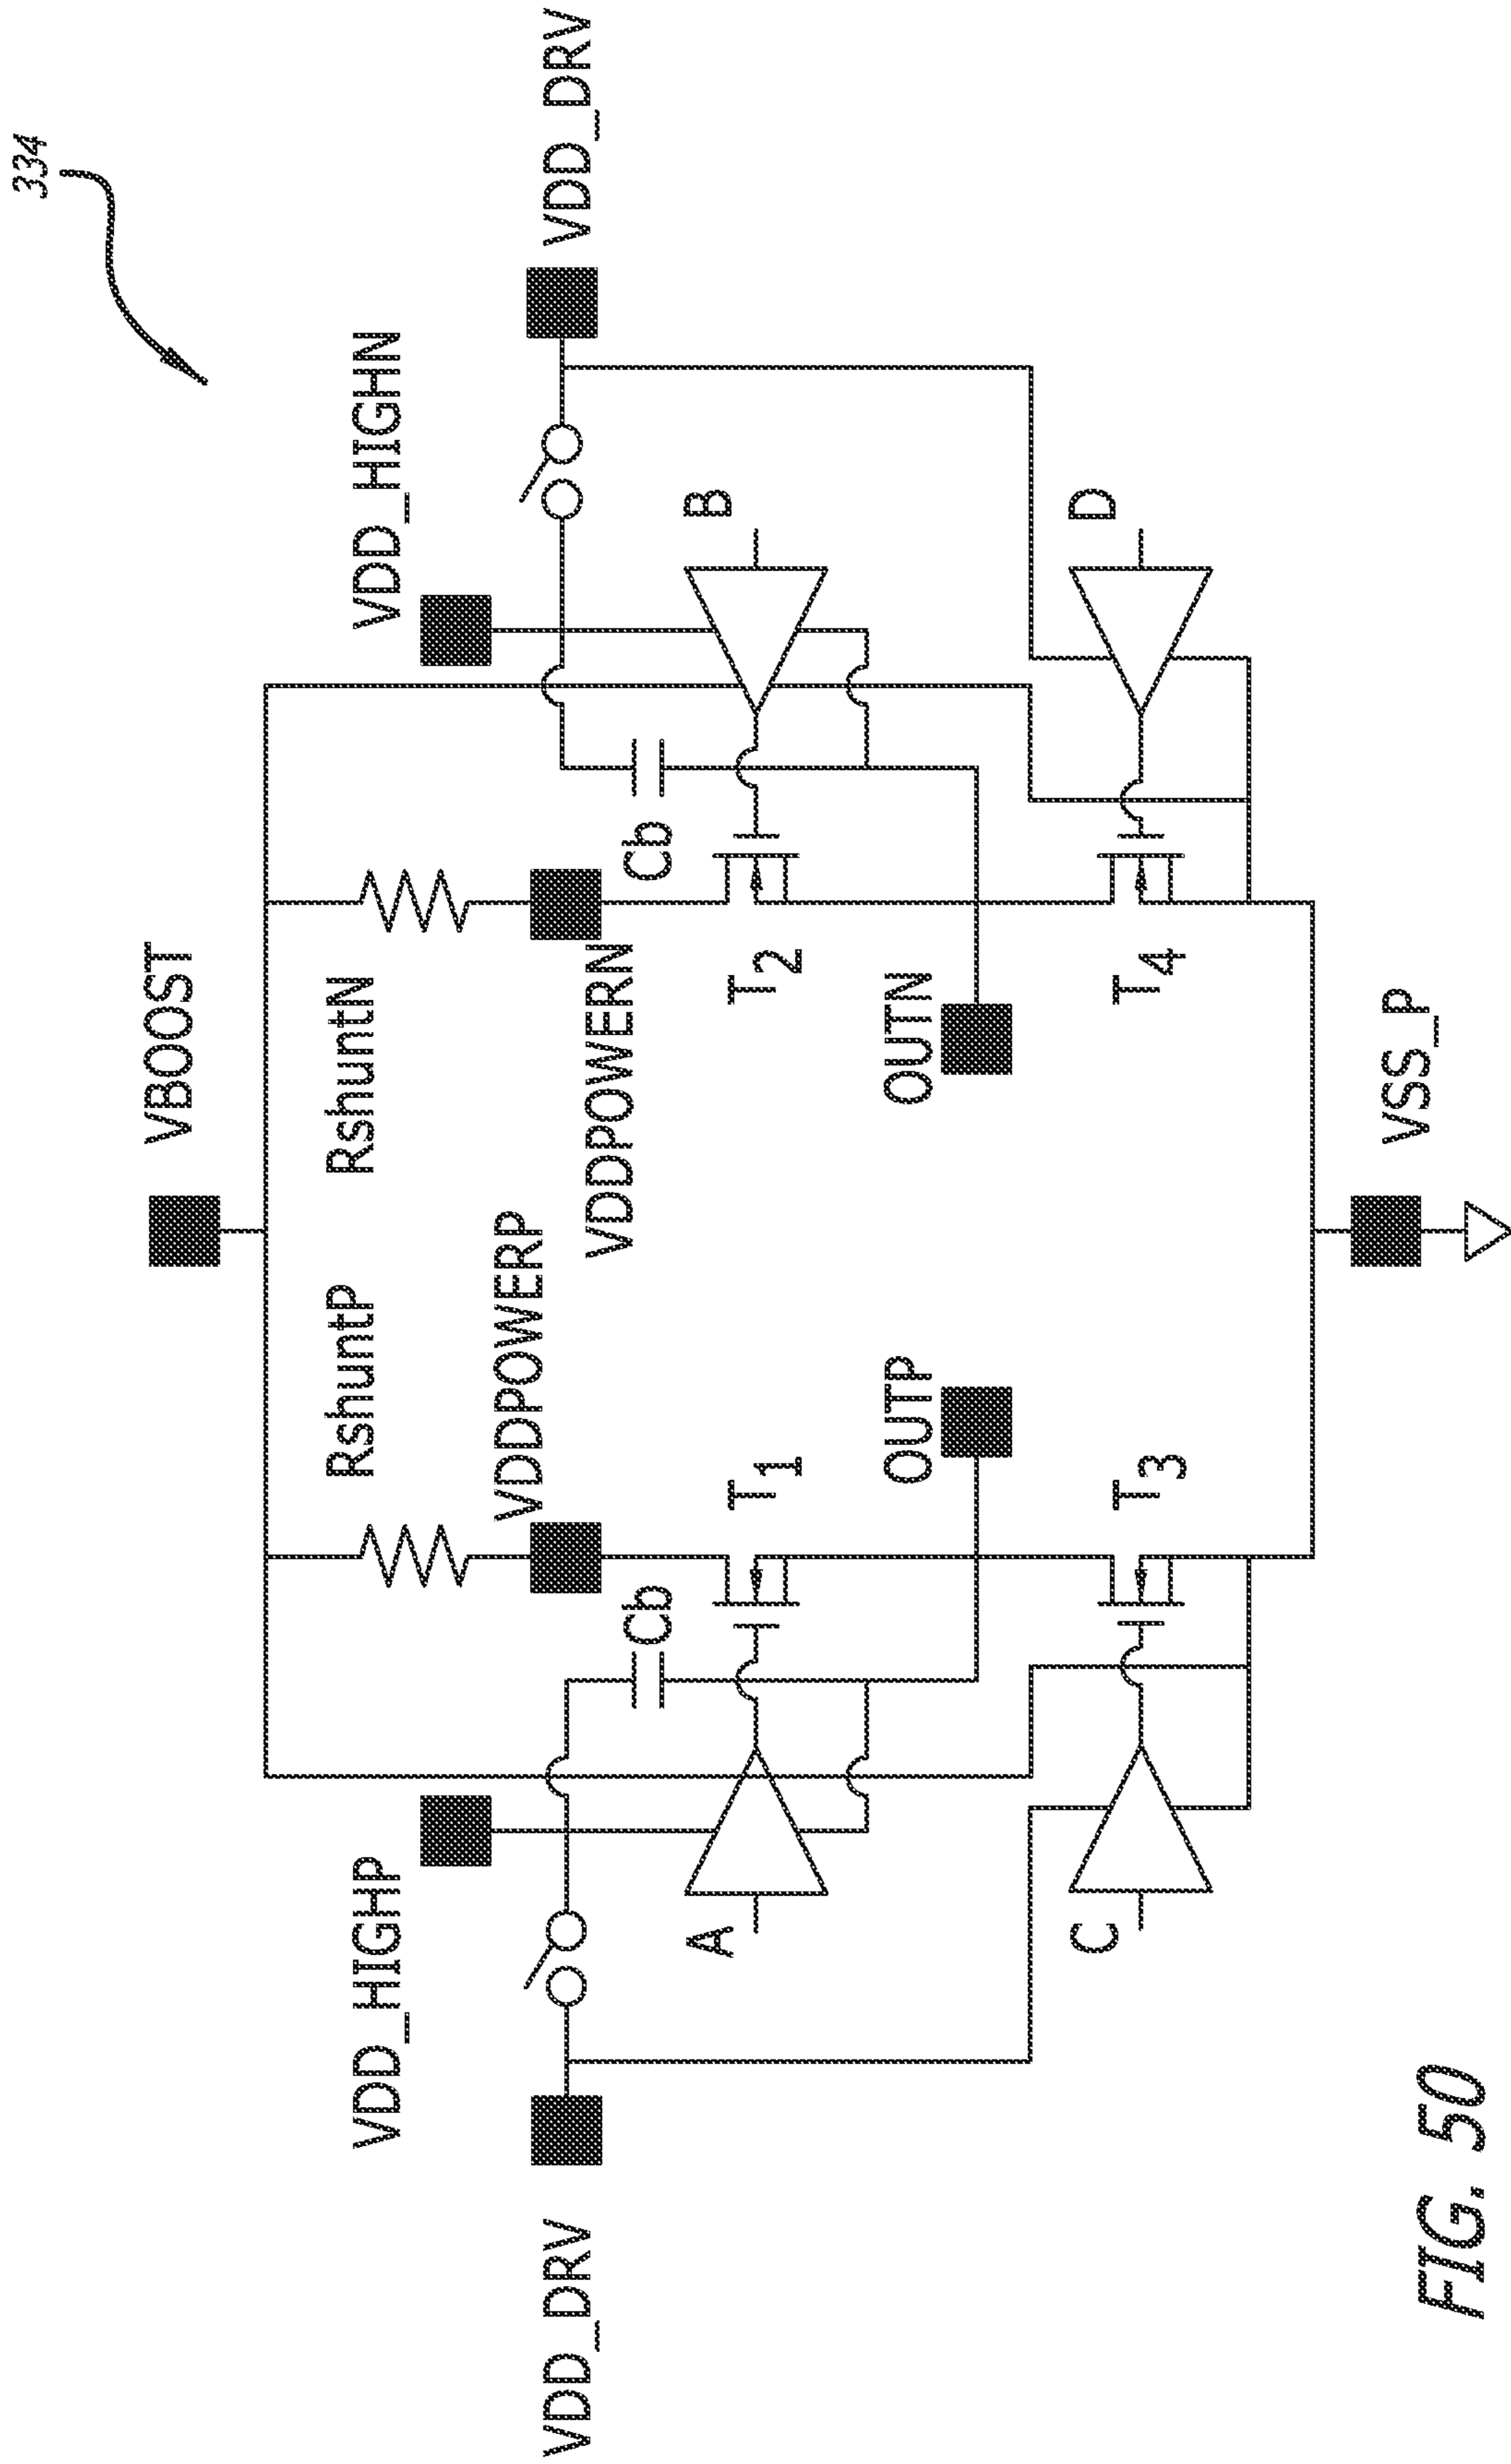 334
VBOOST
RshuntP
RshuntN
VDD_HIGHP
VDD_HIGHN
VDD_DRV
VDDPOWERP
VDDPOWERN
VDD_DRV
Cb
Cb
A
T1
T2
B
OUTP
OUTN
C
T3
T4
D
VSS_P
FIG. 50